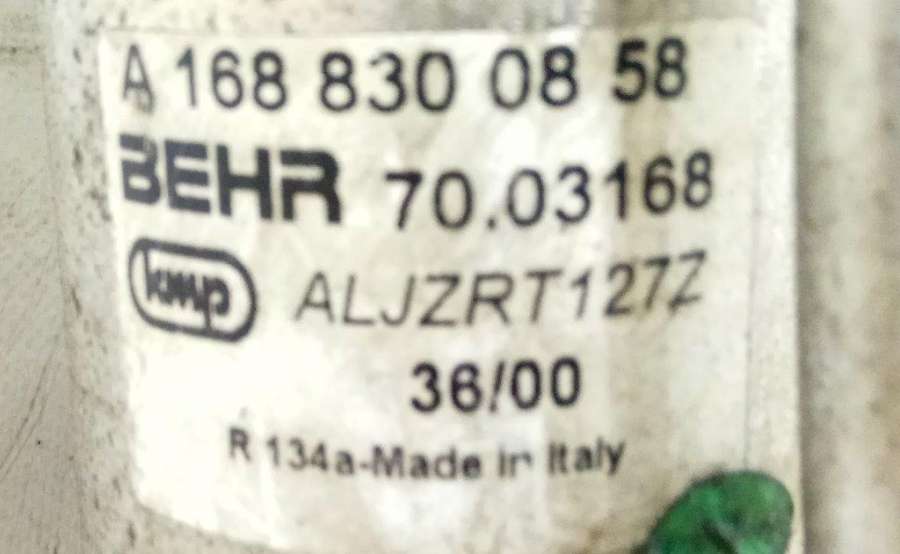 A 168 830 08 58
BEHR 70.03168
kmp ALJZRT127Z
36/00
R 134a-Made in Italy